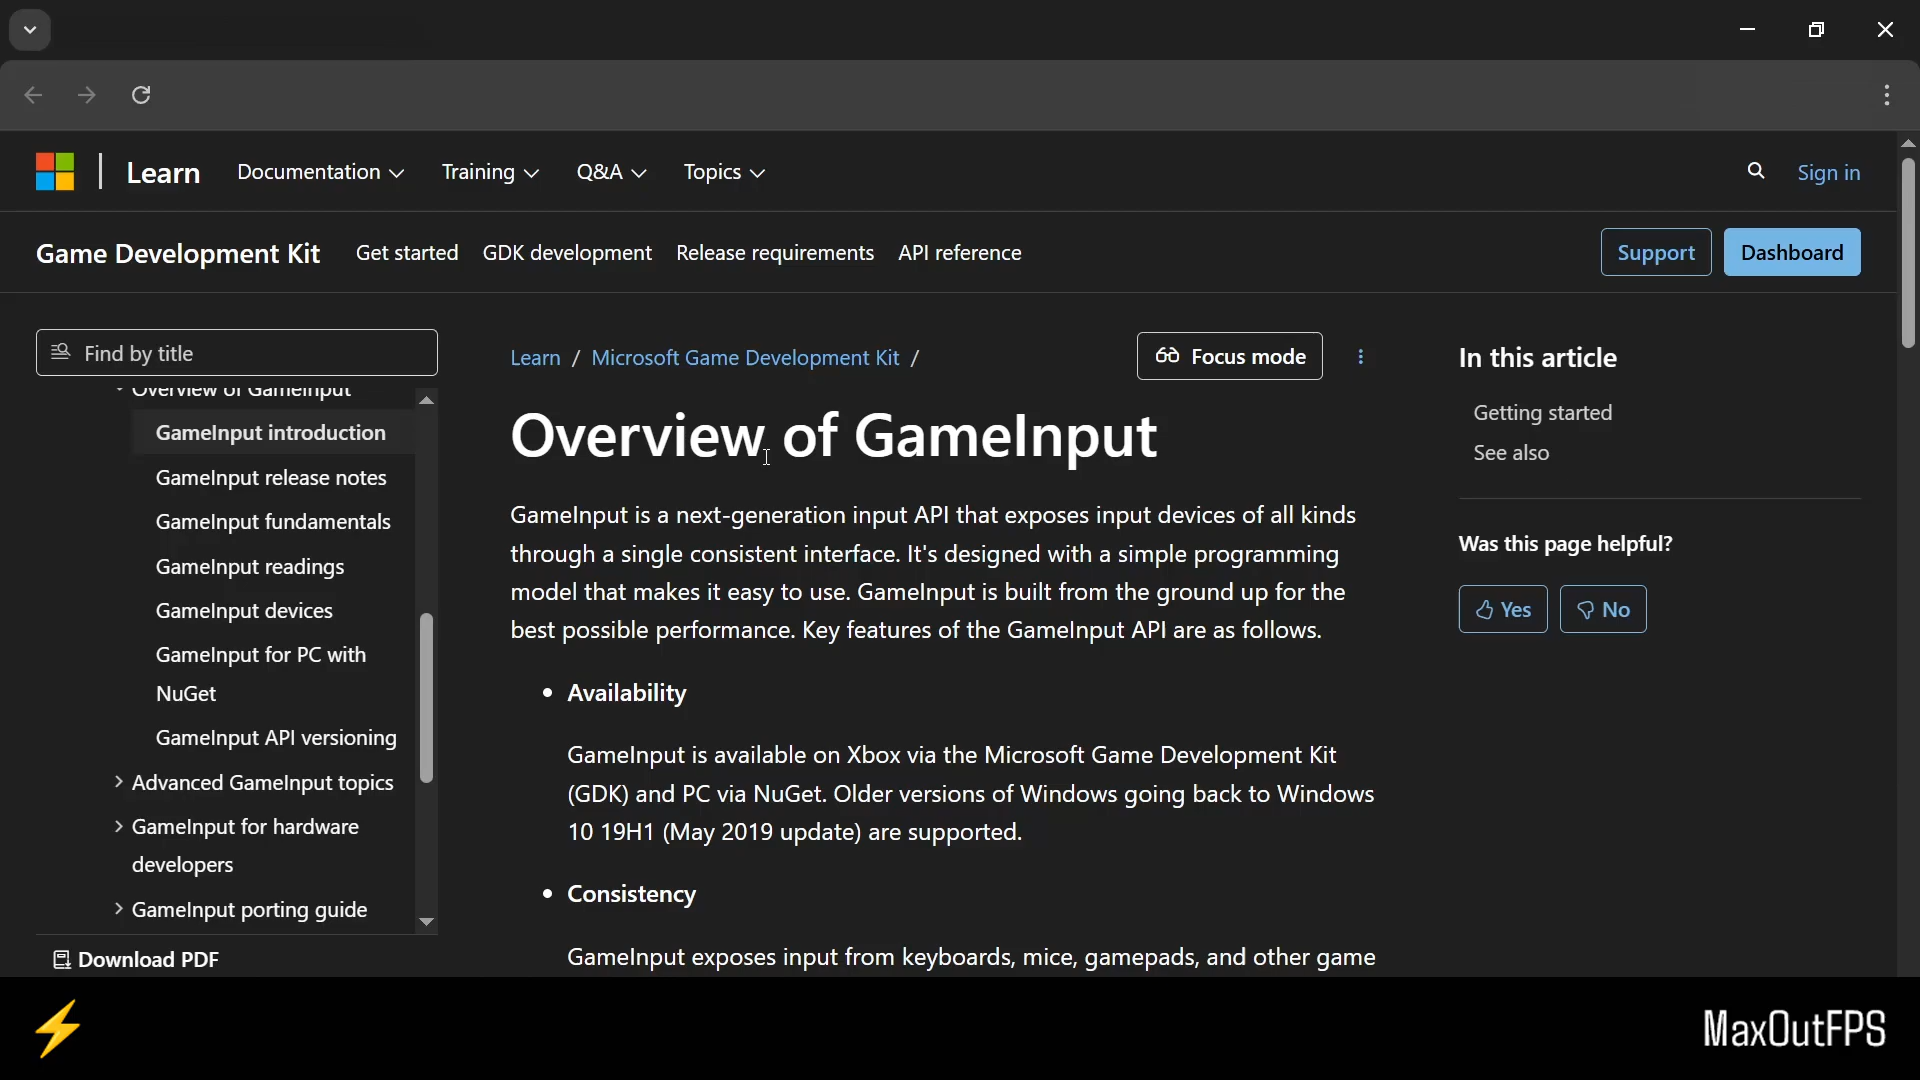 Learn
Documentation
Training
Q&A
Topics
Sign in
Game Development Kit
Get started
GDK development
Release requirements
API reference
Support
Dashboard
Find by title
Overview of GameInput
GameInput introduction
GameInput release notes
GameInput fundamentals
GameInput readings
GameInput devices
GameInput for PC with
NuGet
GameInput API versioning
Advanced GameInput topics
GameInput for hardware
developers
GameInput porting guide
Download PDF
Learn / Microsoft Game Development Kit /
Focus mode
Overview of GameInput
GameInput is a next-generation input API that exposes input devices of all kinds
through a single consistent interface. It's designed with a simple programming
model that makes it easy to use. GameInput is built from the ground up for the
best possible performance. Key features of the GameInput API are as follows.
• Availability
GameInput is available on Xbox via the Microsoft Game Development Kit
(GDK) and PC via NuGet. Older versions of Windows going back to Windows
10 19H1 (May 2019 update) are supported.
• Consistency
GameInput exposes input from keyboards, mice, gamepads, and other game
In this article
Getting started
See also
Was this page helpful?
Yes
No
MaxOutFPS